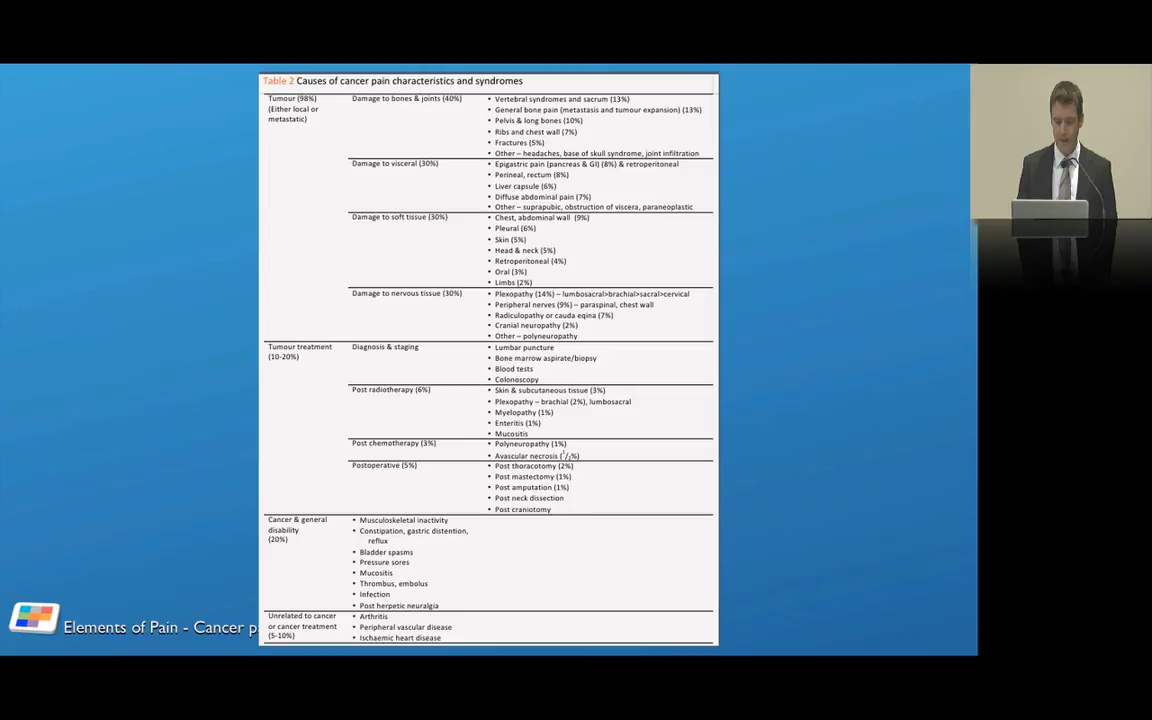 Table 2 Causes of cancer pain characteristics and syndromes
Tumour (98%)
(Either local or
metastatic)
Damage to bones & joints (40%)
• Vertebral syndromes and sacrum (13%)
• General bone pain (metastasis and tumour expansion) (13%)
• Pelvis & long bones (10%)
• Ribs and chest wall (7%)
• Fractures (5%)
• Other – headaches, base of skull syndrome, joint infiltration
Damage to visceral (30%)
• Epigastric pain (pancreas & GI) (8%) & retroperitoneal
• Perineal, rectum (8%)
• Liver capsule (6%)
• Diffuse abdominal pain (7%)
• Other – suprapubic, obstruction of viscera, paraneoplastic
Damage to soft tissue (30%)
• Chest, abdominal wall (9%)
• Pleural (6%)
• Skin (5%)
• Head & neck (5%)
• Retroperitoneal (4%)
• Oral (3%)
• Limbs (2%)
Damage to nervous tissue (30%)
• Plexopathy (14%) – lumbosacral>brachial>sacral>cervical
• Peripheral nerves (9%) – paraspinal, chest wall
• Radiculopathy or cauda eqina (7%)
• Cranial neuropathy (2%)
• Other – polyneuropathy
Tumour treatment
(10-20%)
Diagnosis & staging
• Lumbar puncture
• Bone marrow aspirate/biopsy
• Blood tests
• Colonoscopy
Post radiotherapy (6%)
• Skin & subcutaneous tissue (3%)
• Plexopathy – brachial (2%), lumbosacral
• Myelopathy (1%)
• Enteritis (1%)
• Mucositis
Post chemotherapy (3%)
• Polyneuropathy (1%)
• Avascular necrosis (1/2%)
Postoperative (5%)
• Post thoracotomy (2%)
• Post mastectomy (1%)
• Post amputation (1%)
• Post neck dissection
• Post craniotomy
Cancer & general
disability
(20%)
• Musculoskeletal inactivity
• Constipation, gastric distention,
reflux
• Bladder spasms
• Pressure sores
• Mucositis
• Thrombus, embolus
• Infection
• Post herpetic neuralgia
Unrelated to cancer
or cancer treatment
(5-10%)
• Arthritis
• Peripheral vascular disease
• Ischaemic heart disease
Elements of Pain - Cancer p